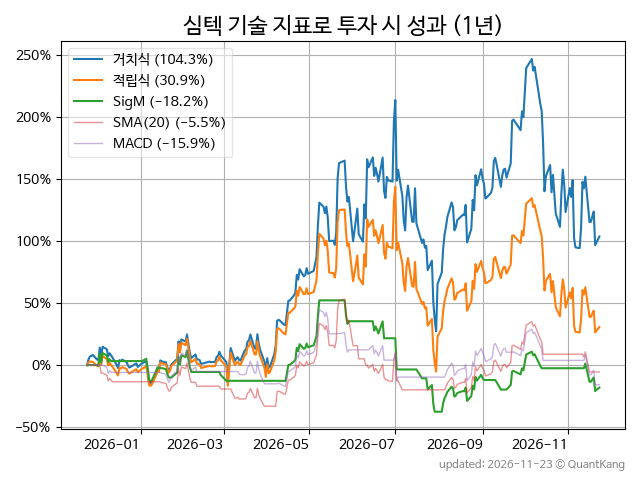 심텍 기술 지표로 투자 시 성과 (1년)
250%
200%
150%
100%
50%
0%
−50%
거치식 (104.3%)
적립식 (30.9%)
SigM (−18.2%)
SMA(20) (−5.5%)
MACD (−15.9%)
2026-01
2026-03
2026-05
2026-07
2026-09
2026-11
updated: 2026-11-23 © QuantKang